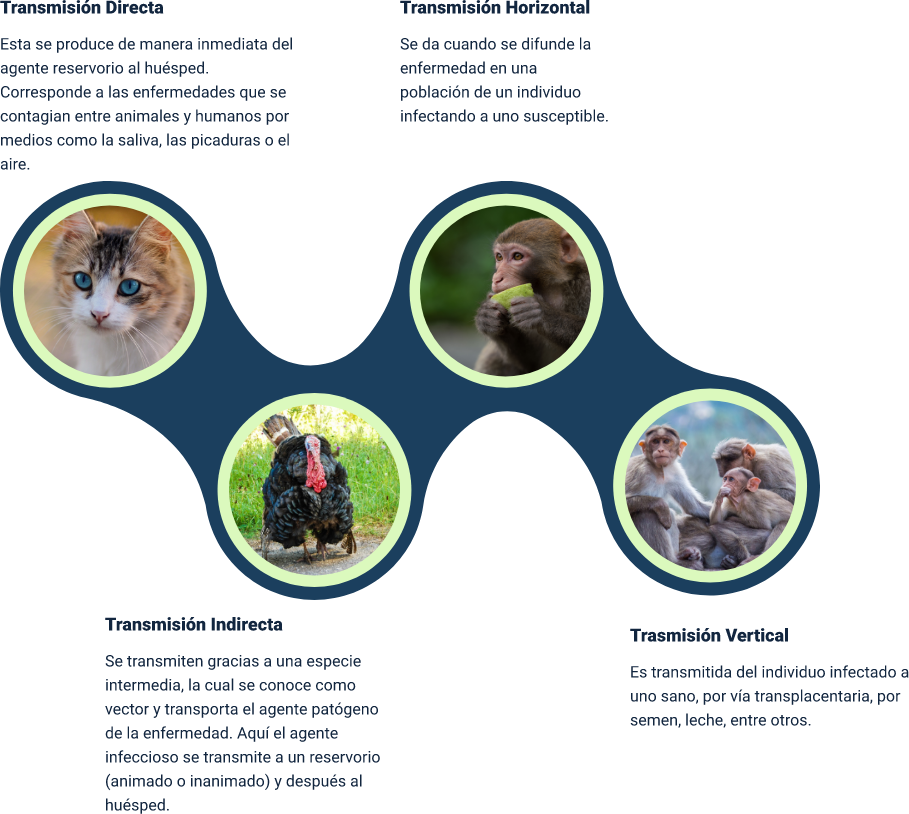 Transmisión Directa
Esta se produce de manera inmediata del
agente reservorio al huésped.
Corresponde a las enfermedades que se
contagian entre animales y humanos por
medios como la saliva, las picaduras o el
aire.
Transmisión Horizontal
Se da cuando se difunde la
enfermedad en una
población de un individuo
infectando a uno susceptible.
Transmisión Indirecta
Se transmiten gracias a una especie
intermedia, la cual se conoce como
vector y transporta el agente patógeno
de la enfermedad. Aquí el agente
infeccioso se transmite a un reservorio
(animado o inanimado) y después al
huésped.
Trasmisión Vertical
Es transmitida del individuo infectado a
uno sano, por vía transplacentaria, por
semen, leche, entre otros.